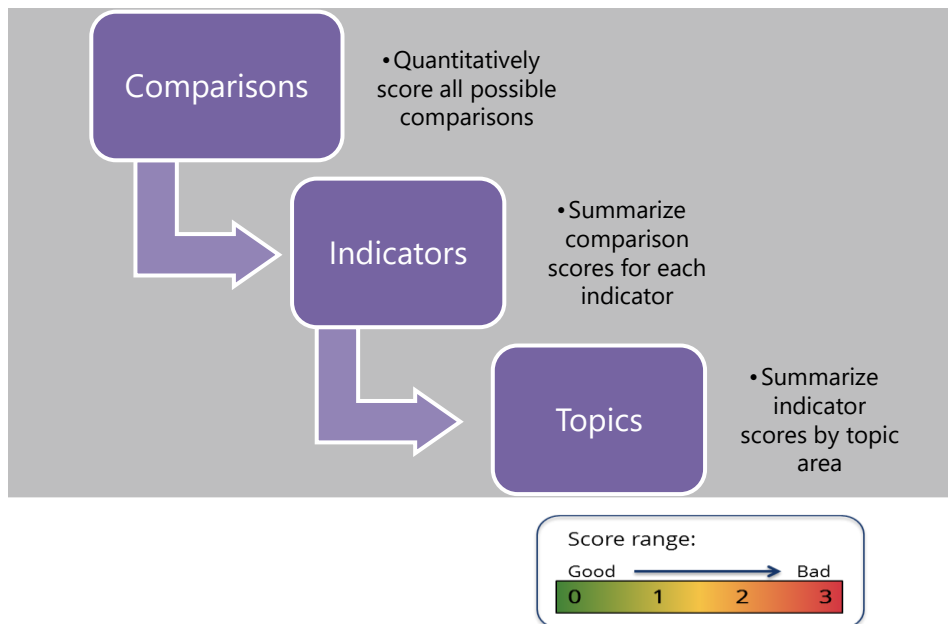 Comparisons
•Quantitatively
score all possible
comparisons
Indicators
•Summarize
comparison
scores for each
indicator
Topics
•Summarize
indicator
scores by topic
area
Score range:
Good Bad
0 1 2 3